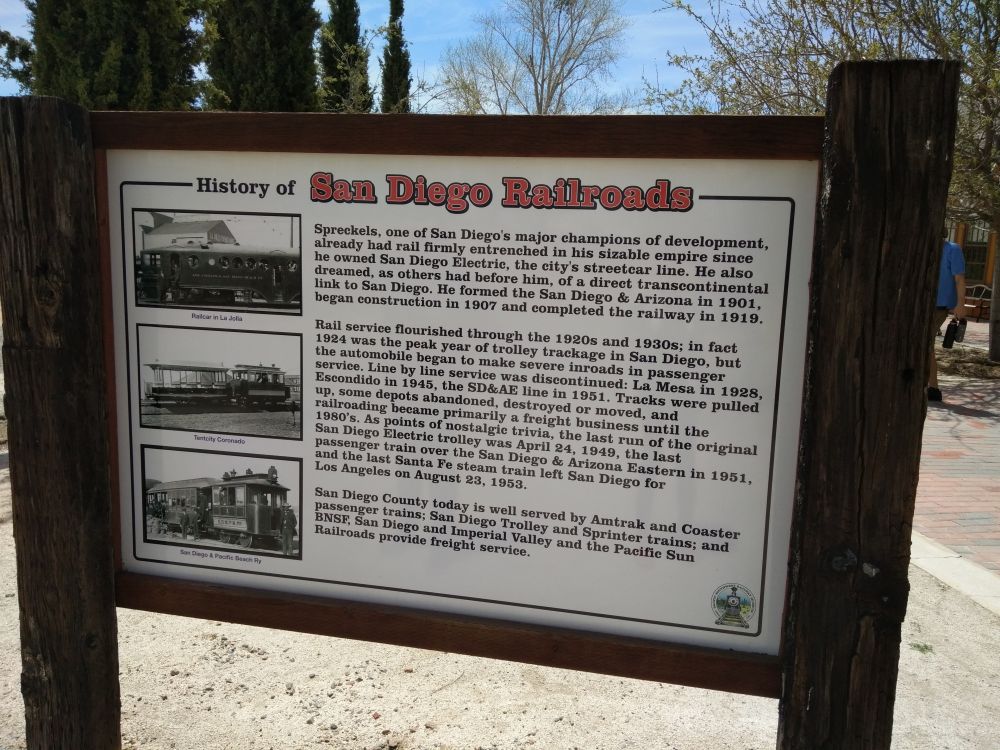 History of San Diego Railroads
Spreckels, one of San Diego's major champions of development,
already had rail firmly entrenched in his sizable empire since
he owned San Diego Electric, the city's streetcar line. He also
dreamed, as others had before him, of a direct transcontinental
link to San Diego. He formed the San Diego & Arizona in 1901,
began construction in 1907 and completed the railway in 1919.
Rail service flourished through the 1920s and 1930s; in fact
1924 was the peak year of trolley trackage in San Diego, but
the automobile began to make severe inroads in passenger
service. Line by line service was discontinued: La Mesa in 1928,
Escondido in 1945, the SD&AE line in 1951. Tracks were pulled
up, some depots abandoned, destroyed or moved, and
railroading became primarily a freight business until the
1980's. As points of nostalgic trivia, the last run of the original
San Diego Electric trolley was April 24, 1949, the last
passenger train over the San Diego & Arizona Eastern in 1951,
and the last Santa Fe steam train left San Diego for
Los Angeles on August 23, 1953.
San Diego County today is well served by Amtrak and Coaster
passenger trains; San Diego Trolley and Sprinter trains; and
BNSF, San Diego and Imperial Valley and the Pacific Sun
Railroads provide freight service.
Railcar in La Jolla
Tentcity Coronado
San Diego & Pacific Beach Ry